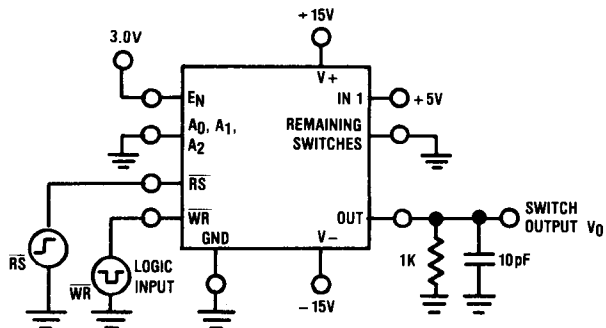 +15V
3.0V
V+
EN
IN 1
+5V
A0, A1,
A2
REMAINING
SWITCHES
RS
WR
OUT
SWITCH
OUTPUT VO
GND
V-
1K
10pF
RS
WR
LOGIC
INPUT
-15V